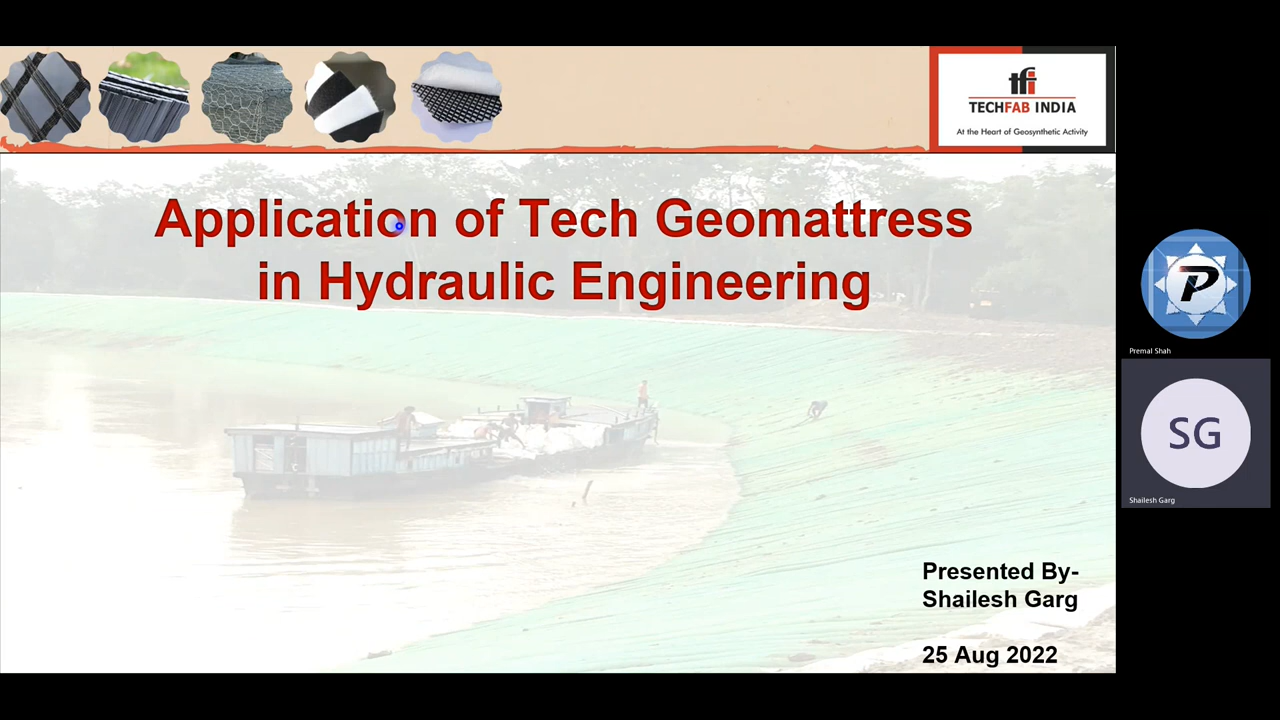 tfi
TECHFAB INDIA
At the Heart of Geosynthetic Activity
Application of Tech Geomattress
in Hydraulic Engineering
P
Premal Shah
SG
Shailesh Garg
Presented By-
Shailesh Garg
25 Aug 2022